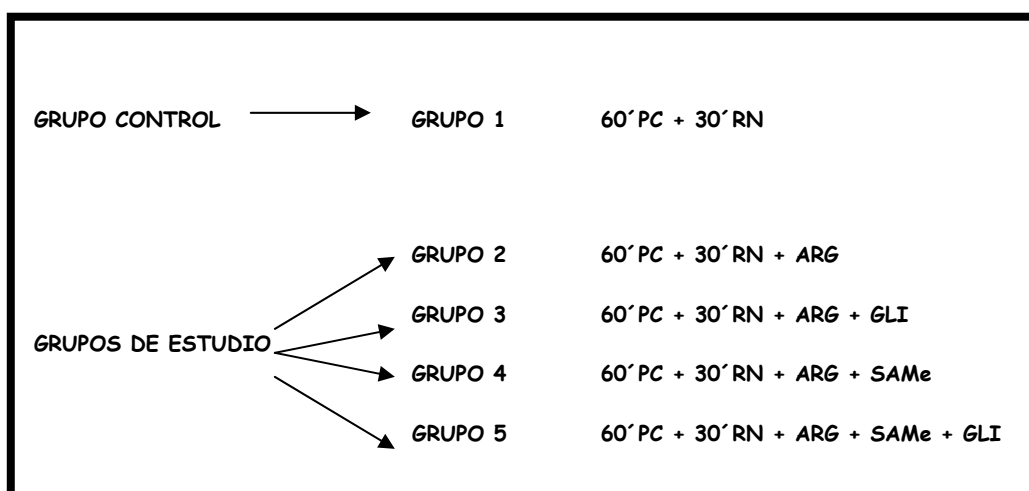 GRUPO CONTROL GRUPO 1 60´PC + 30´RN
GRUPO 2 60´PC + 30´RN + ARG
GRUPO 3 60´PC + 30´RN + ARG + GLI
GRUPOS DE ESTUDIO
GRUPO 4 60´PC + 30´RN + ARG + SAMe
GRUPO 5 60´PC + 30´RN + ARG + SAMe + GLI